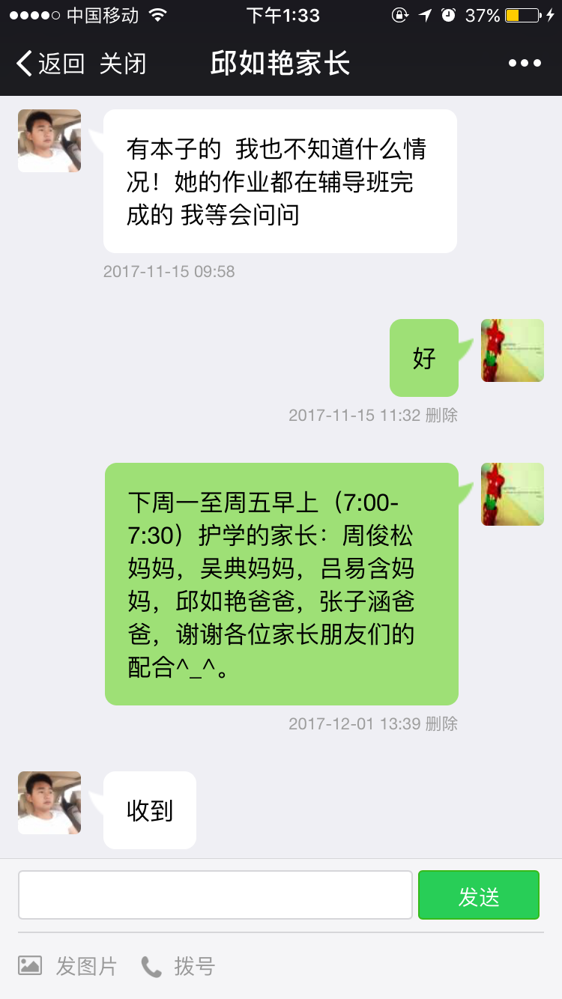 中国移动 下午1:33 37%
返回 关闭 邱如艳家长
有本子的 我也不知道什么情
况！她的作业都在辅导班完
成的 我等会问问
2017-11-15 09:58
好
2017-11-15 11:32 删除
下周一至周五早上（7:00-
7:30）护学的家长：周俊松
妈妈，吴典妈妈，吕易含妈
妈，邱如艳爸爸，张子涵爸
爸，谢谢各位家长朋友们的
配合^_^。
2017-12-01 13:39 删除
收到
发送
发图片 拨号